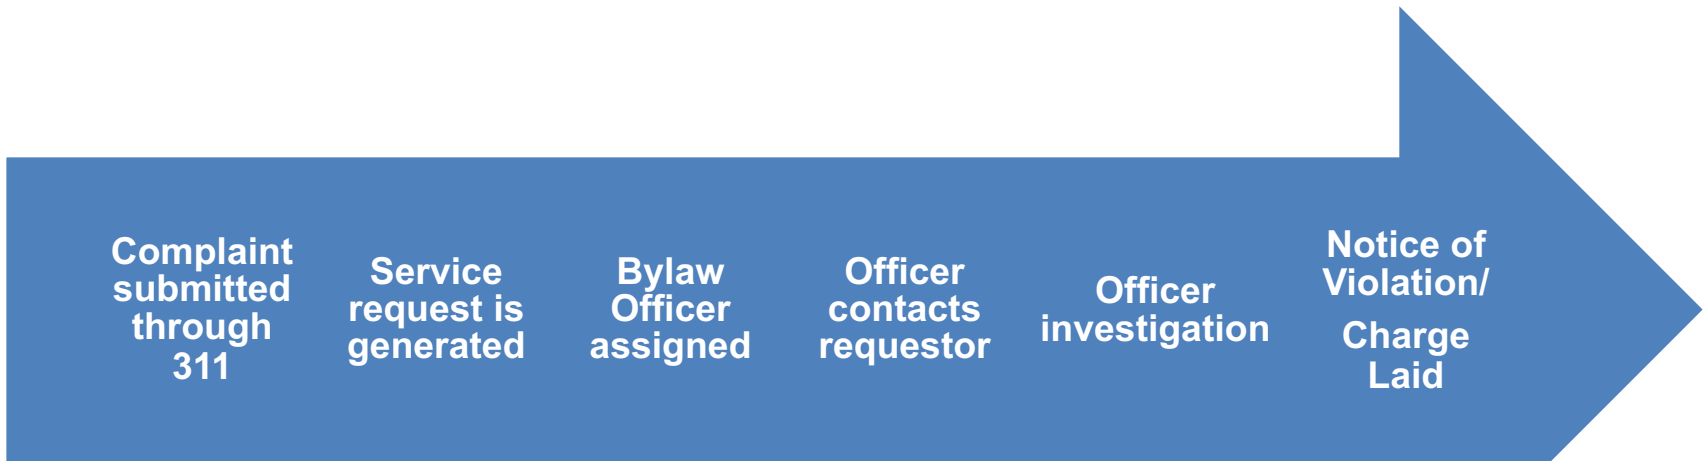 Complaint
submitted
through
311
Service
request is
generated
Bylaw
Officer
assigned
Officer
contacts
requestor
Officer
investigation
Notice of
Violation/
Charge
Laid